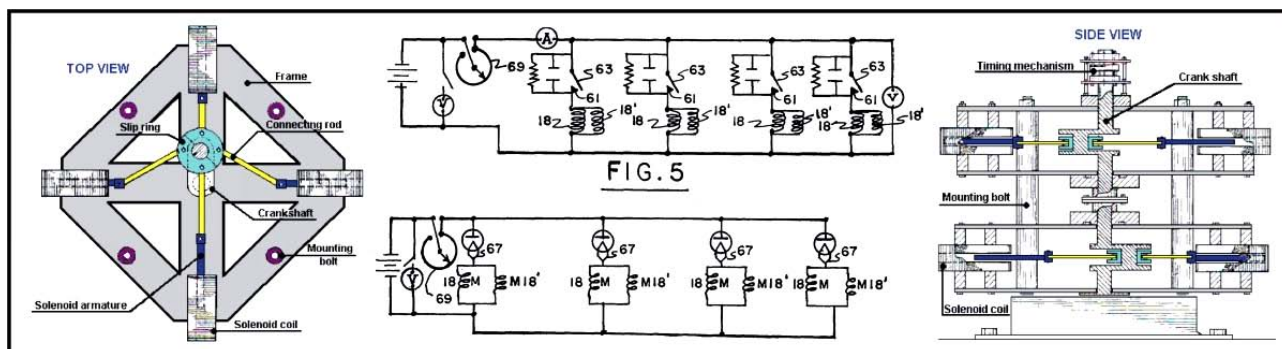 TOP VIEW
Frame
Slip ring
Connecting rod
Crankshaft
Mounting
bolt
Solenoid armature
Solenoid coil
A
69
V
63
61
18
18'
63
61
18
18'
63
61
18
18'
63
61
18
18'
V
FIG.5
V
69
67
18
M
M18'
67
18
M
M18'
67
18
M
M18'
67
18
M
M18'
SIDE VIEW
Timing mechanism
Crank shaft
Mounting bolt
Solenoid coil